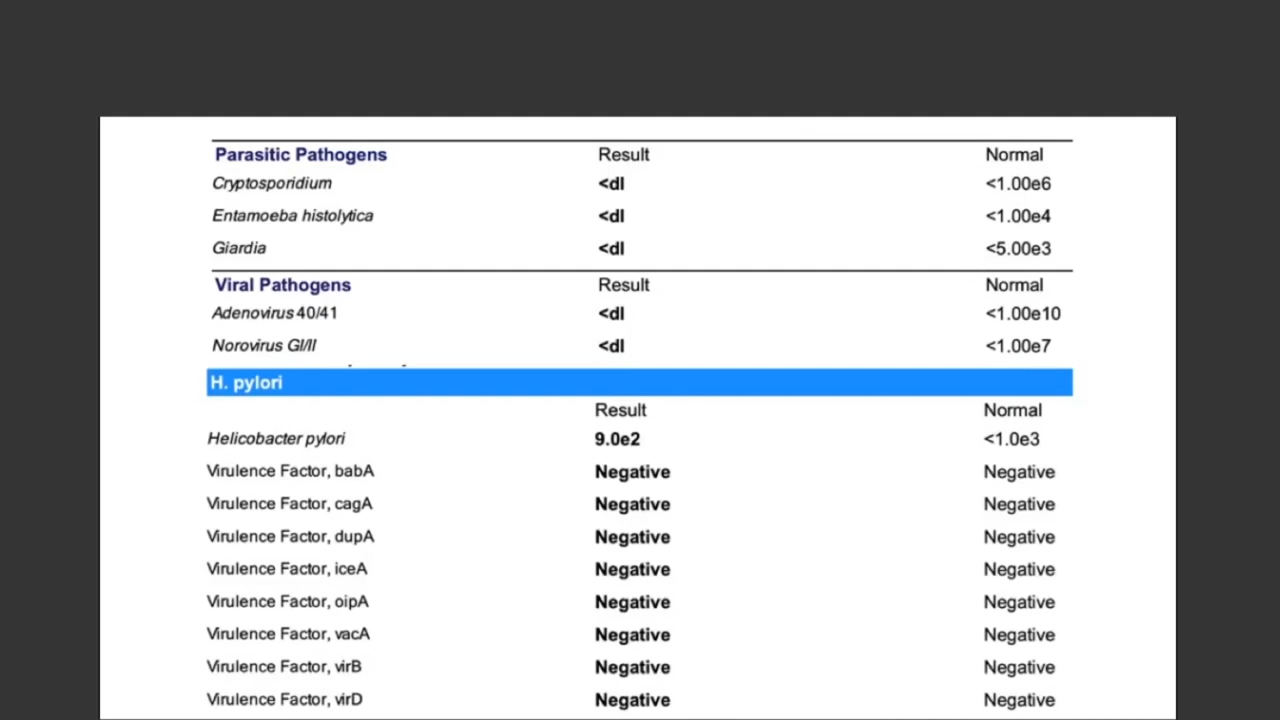 Parasitic Pathogens Result Normal
Cryptosporidium <dl <1.00e6
Entamoeba histolytica <dl <1.00e4
Giardia <dl <5.00e3
Viral Pathogens Result Normal
Adenovirus 40/41 <dl <1.00e10
Norovirus GI/II <dl <1.00e7
H. pylori
Result Normal
Helicobacter pylori 9.0e2 <1.0e3
Virulence Factor, babA Negative Negative
Virulence Factor, cagA Negative Negative
Virulence Factor, dupA Negative Negative
Virulence Factor, iceA Negative Negative
Virulence Factor, oipA Negative Negative
Virulence Factor, vacA Negative Negative
Virulence Factor, virB Negative Negative
Virulence Factor, virD Negative Negative